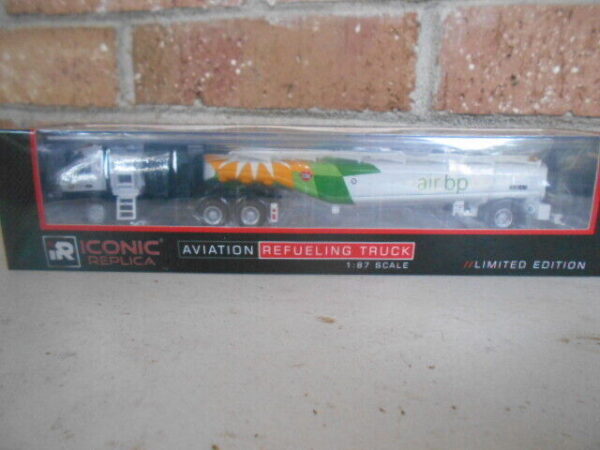 air bp
ICONIC
REPLICA
AVIATION REFUELING TRUCK
1:87 SCALE
//LIMITED EDITION